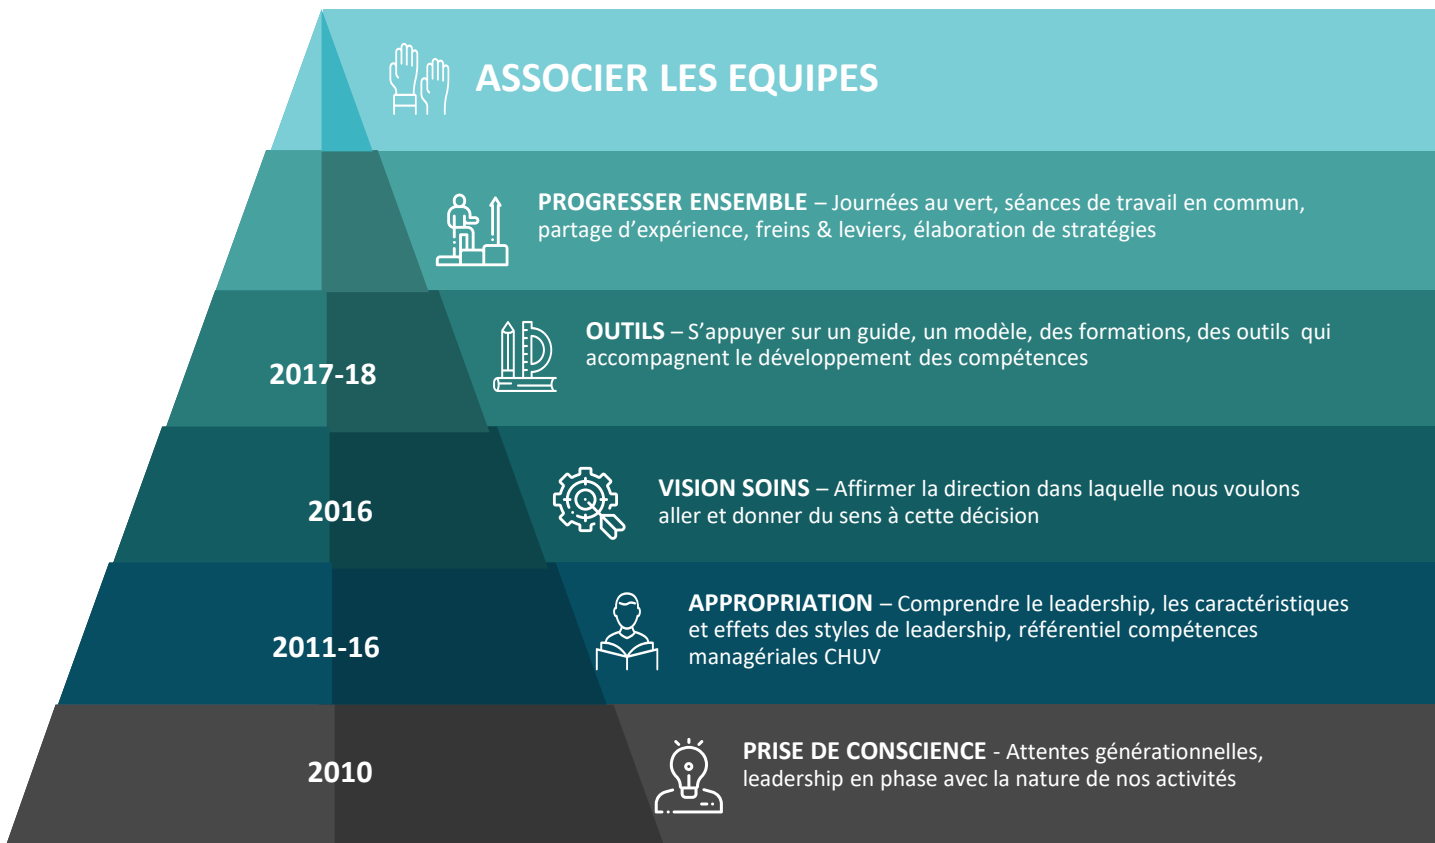 ASSOCIER LES EQUIPES
PROGRESSER ENSEMBLE – Journées au vert, séances de travail en commun,
partage d’expérience, freins & leviers, élaboration de stratégies
OUTILS – S’appuyer sur un guide, un modèle, des formations, des outils qui
accompagnent le développement des compétences
2017-18
VISION SOINS – Affirmer la direction dans laquelle nous voulons
aller et donner du sens à cette décision
2016
APPROPRIATION – Comprendre le leadership, les caractéristiques
et effets des styles de leadership, référentiel compétences
managériales CHUV
2011-16
PRISE DE CONSCIENCE - Attentes générationnelles,
leadership en phase avec la nature de nos activités
2010